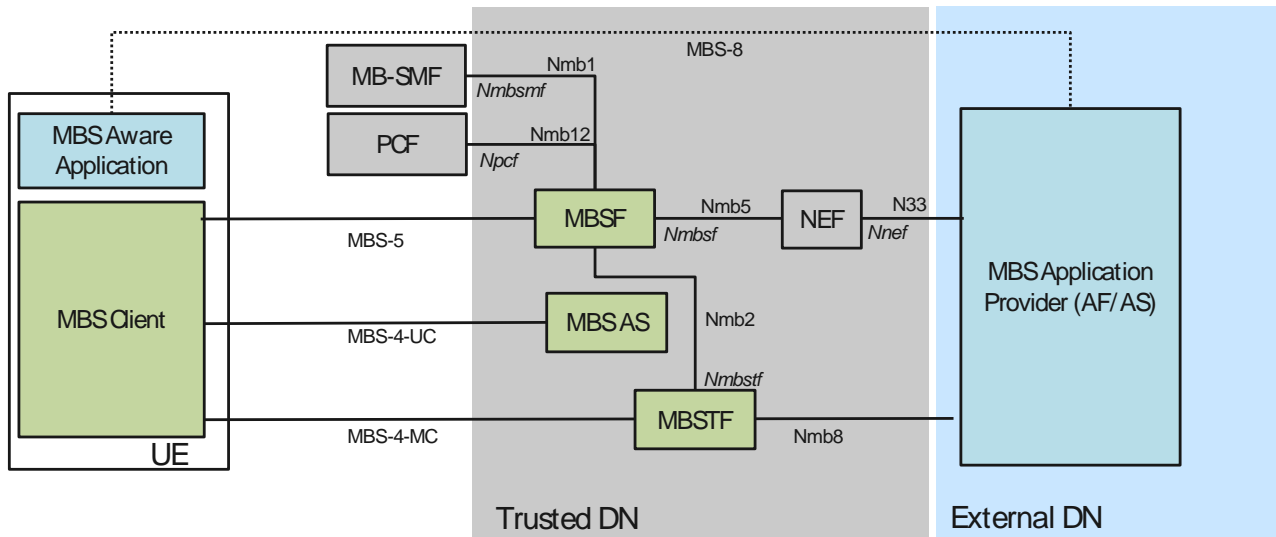 MBS-8
MB-SMF
Nmb1
Nmbsmf
MBS Aware
Application
PCF
Nmb12
Npcf
MBSF
Nmb5
Nmbsf
NEF
N33
Nnef
MBS-5
MBS Application
Provider (AF/AS)
MBS Client
MBS AS
MBS-4-UC
Nmb2
Nmbstf
MBSTF
MBS-4-MC
Nmb8
UE
Trusted DN
External DN